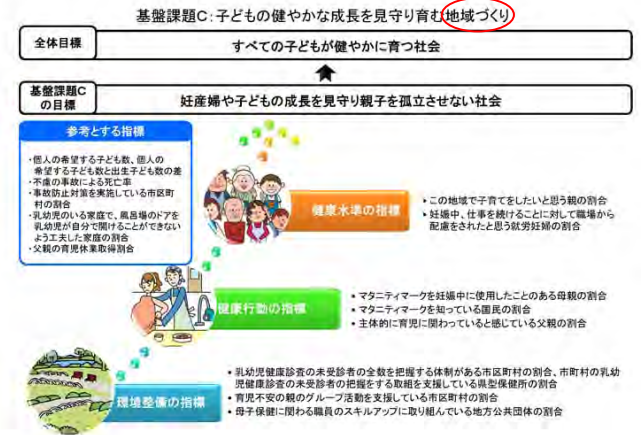 基盤課題C:子どもの健やかな成長を見守り育む地域づくり
全体目標
すべての子どもが健やかに育つ社会
基盤課題C
の目標
妊産婦や子どもの成長を見守り親子を孤立させない社会
参考とする指標
・個人の希望する子ども数、個人の
希望する子ども数と出生子ども数の差
・不慮の事故による死亡率
・事故防止対策を実施している市区町
村の割合
・乳幼児のいる家庭で、風呂場のドアを
乳幼児が自分で開けることができない
よう工夫した家庭の割合
・父親の育児休業取得割合
健康水準の指標
・この地域で子育てをしたいと思う親の割合
・妊娠中、仕事を続けることに対して職場から
配慮をされたと思う就労妊婦の割合
健康行動の指標
・マタニティマークを妊娠中に使用したことのある母親の割合
・マタニティマークを知っている国民の割合
・主体的に育児に関わっていると感じている父親の割合
環境整備の指標
・乳幼児健康診査の未受診者の全数を把握する体制がある市区町村の割合、市町村の乳幼
児健康診査の未受診者の把握をする取組を支援している県型保健所の割合
・育児不安の親のグループ活動を支援している市区町村の割合
・母子保健に関わる職員のスキルアップに取り組んでいる地方公共団体の割合